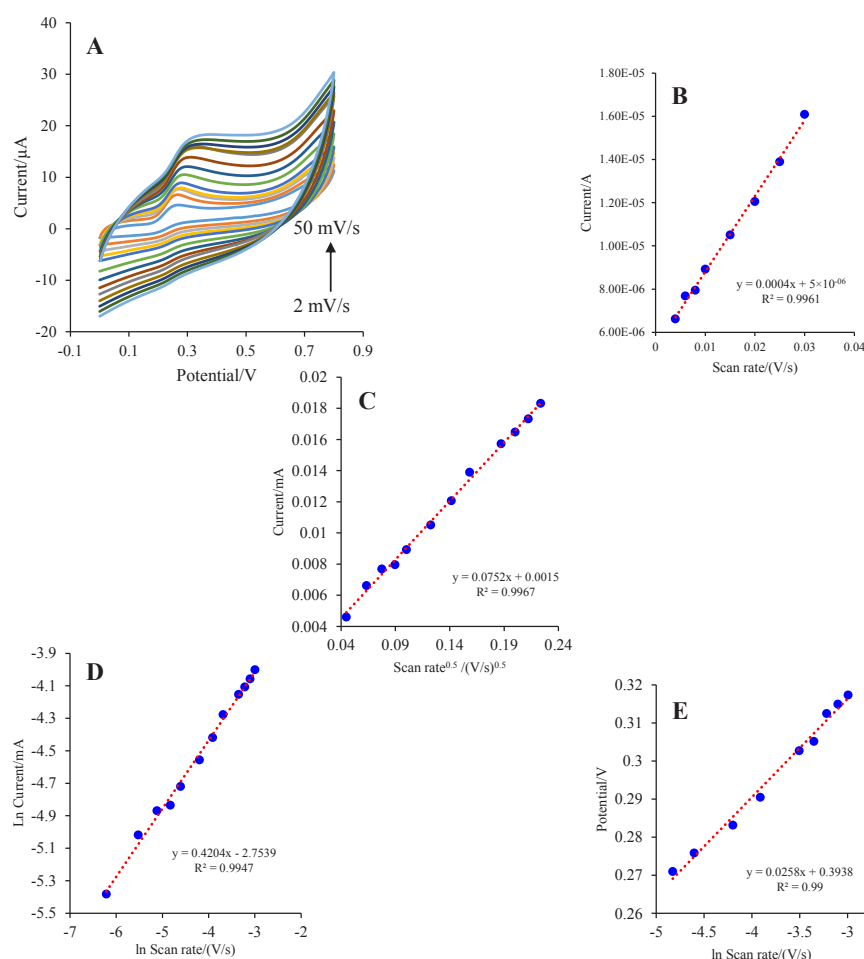 A
40
30
20
10
0
-10
-20
-0.1
0.1
0.3
0.5
0.7
0.9
Current/µA
Potential/V
50 mV/s
2 mV/s
B
1.80E-05
1.60E-05
1.40E-05
1.20E-05
1.00E-05
8.00E-06
6.00E-06
0
0.01
0.02
0.03
0.04
Current/A
Scan rate/(V/s)
y = 0.0004x + 5×10⁻⁰⁶
R² = 0.9961
C
0.02
0.018
0.016
0.014
0.012
0.01
0.008
0.006
0.004
0.04
0.09
0.14
0.19
0.24
Current/mA
Scan rate⁰·⁵ /(V/s)⁰·⁵
y = 0.0752x + 0.0015
R² = 0.9967
D
-3.9
-4.1
-4.3
-4.5
-4.7
-4.9
-5.1
-5.3
-5.5
-7
-6
-5
-4
-3
-2
Ln Current/mA
ln Scan rate/(V/s)
y = 0.4204x - 2.7539
R² = 0.9947
E
0.32
0.31
0.3
0.29
0.28
0.27
0.26
-5
-4.5
-4
-3.5
-3
Potential/V
ln Scan rate/(V/s)
y = 0.0258x + 0.3938
R² = 0.99